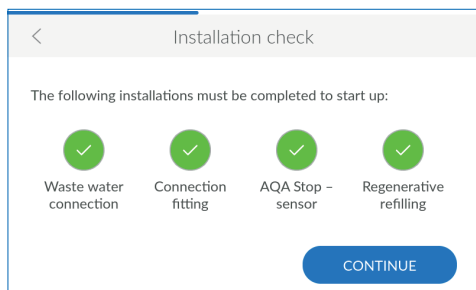 Installation check
The following installations must be completed to start up:
Waste water
connection
Connection
fitting
AQA Stop –
sensor
Regenerative
refilling
CONTINUE